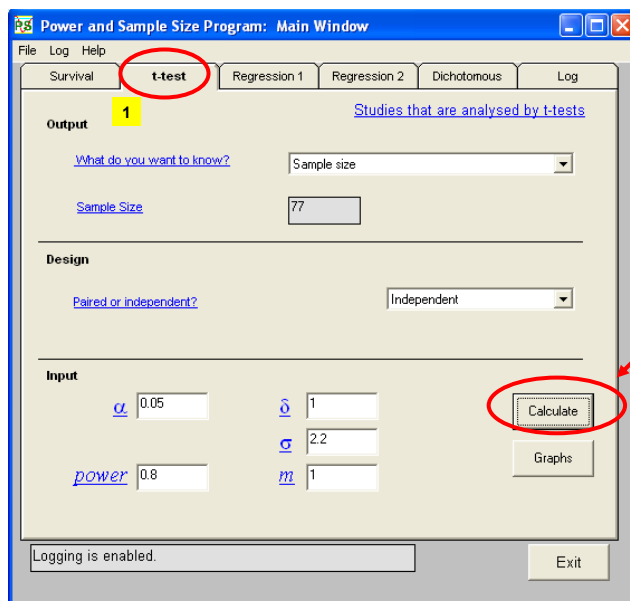 PS Power and Sample Size Program: Main Window
File Log Help
Survival t-test Regression 1 Regression 2 Dichotomous Log
1
Studies that are analysed by t-tests
Output
What do you want to know? Sample size
Sample Size 77
Design
Paired or independent? Independent
Input
α 0.05 δ 1 Calculate
σ 2.2
Graphs
power 0.8 m 1
Logging is enabled. Exit